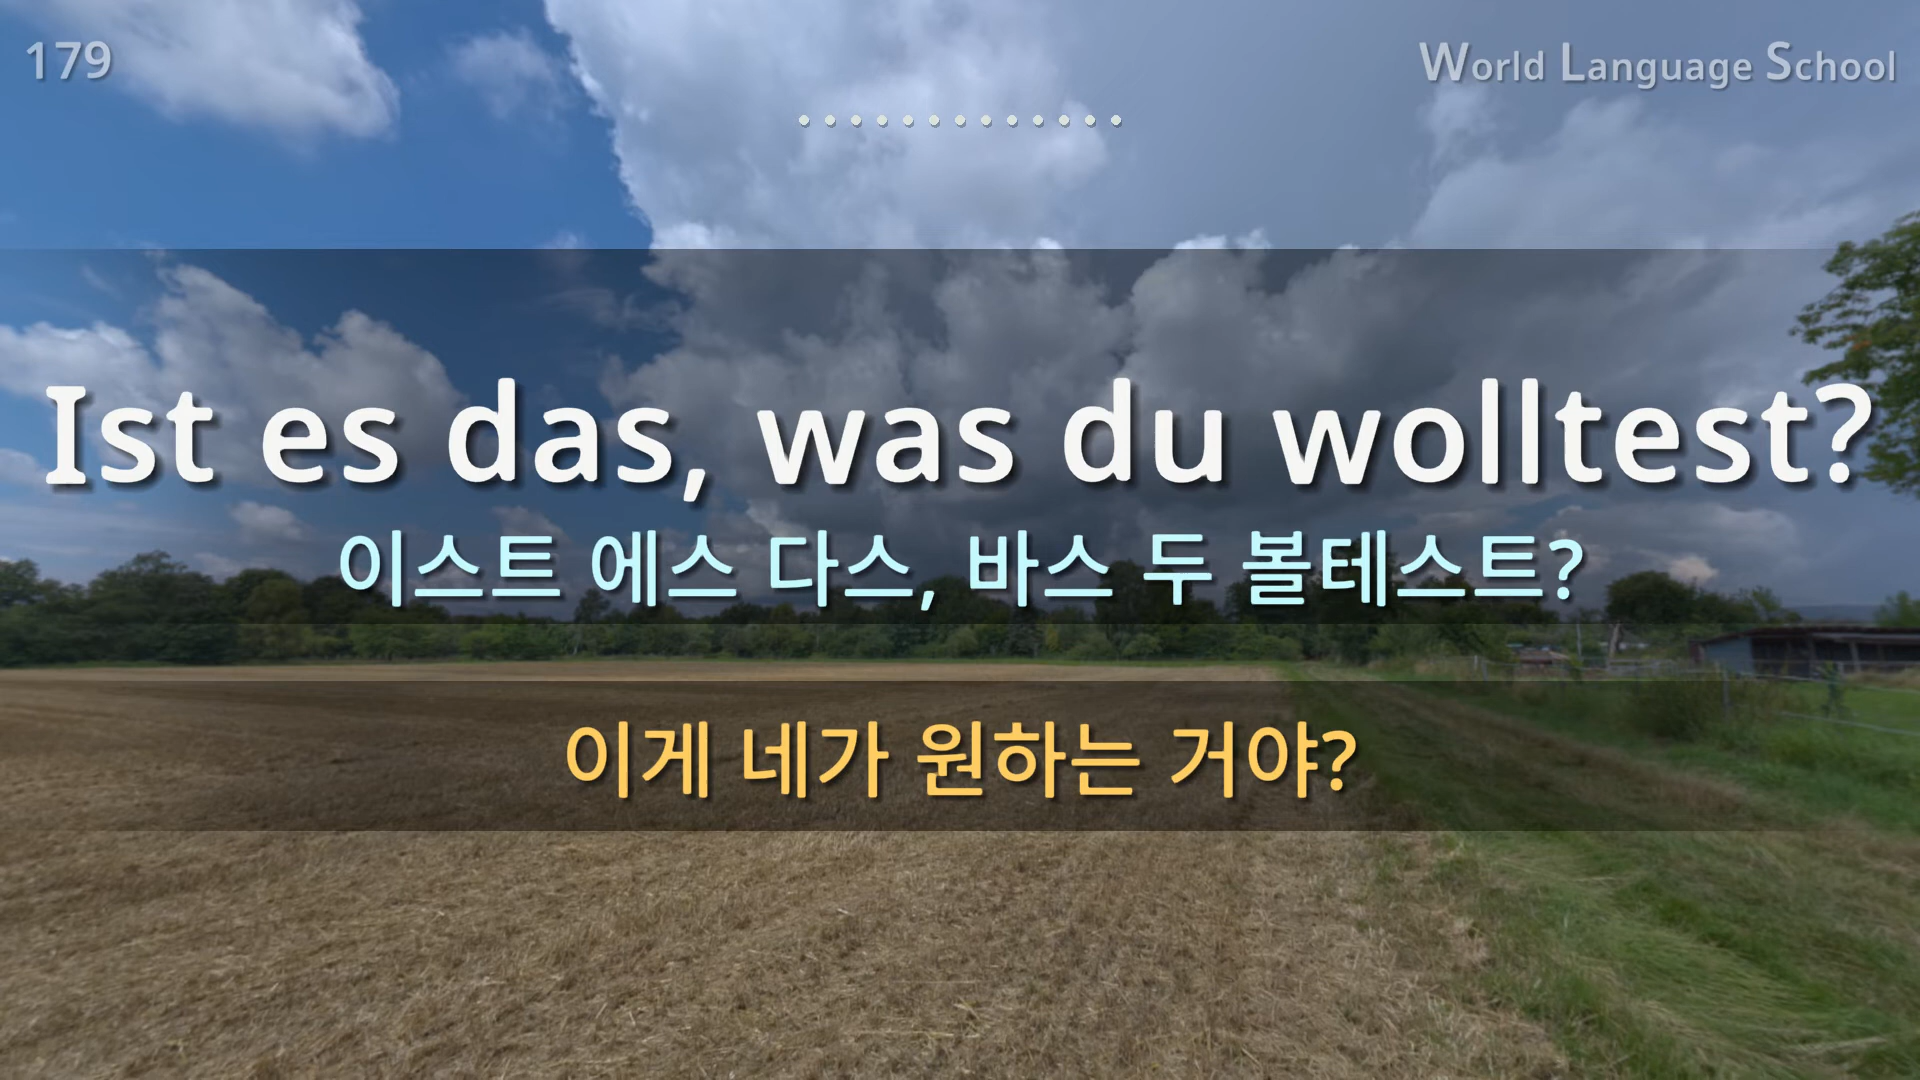 179
World Language School
Ist es das, was du wolltest?
이스트 에스 다스, 바스 두 볼테스트?
이게 네가 원하는 거야?